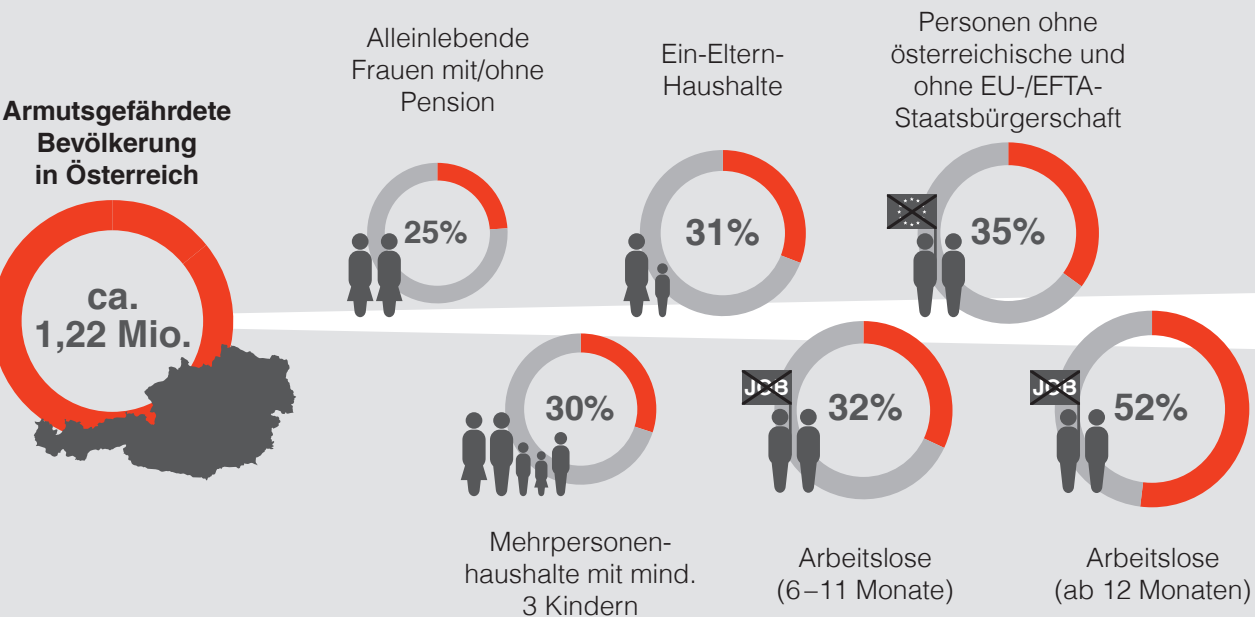 Armutsgefährdete
Bevölkerung
in Österreich
ca.
1,22 Mio.
Alleinlebende
Frauen mit/ohne
Pension
25%
Ein-Eltern-
Haushalte
31%
Personen ohne
österreichische und
ohne EU-/EFTA-
Staatsbürgerschaft
35%
30%
Mehrpersonen-
haushalte mit mind.
3 Kindern
JOB
32%
Arbeitslose
(6–11 Monate)
JOB
52%
Arbeitslose
(ab 12 Monaten)